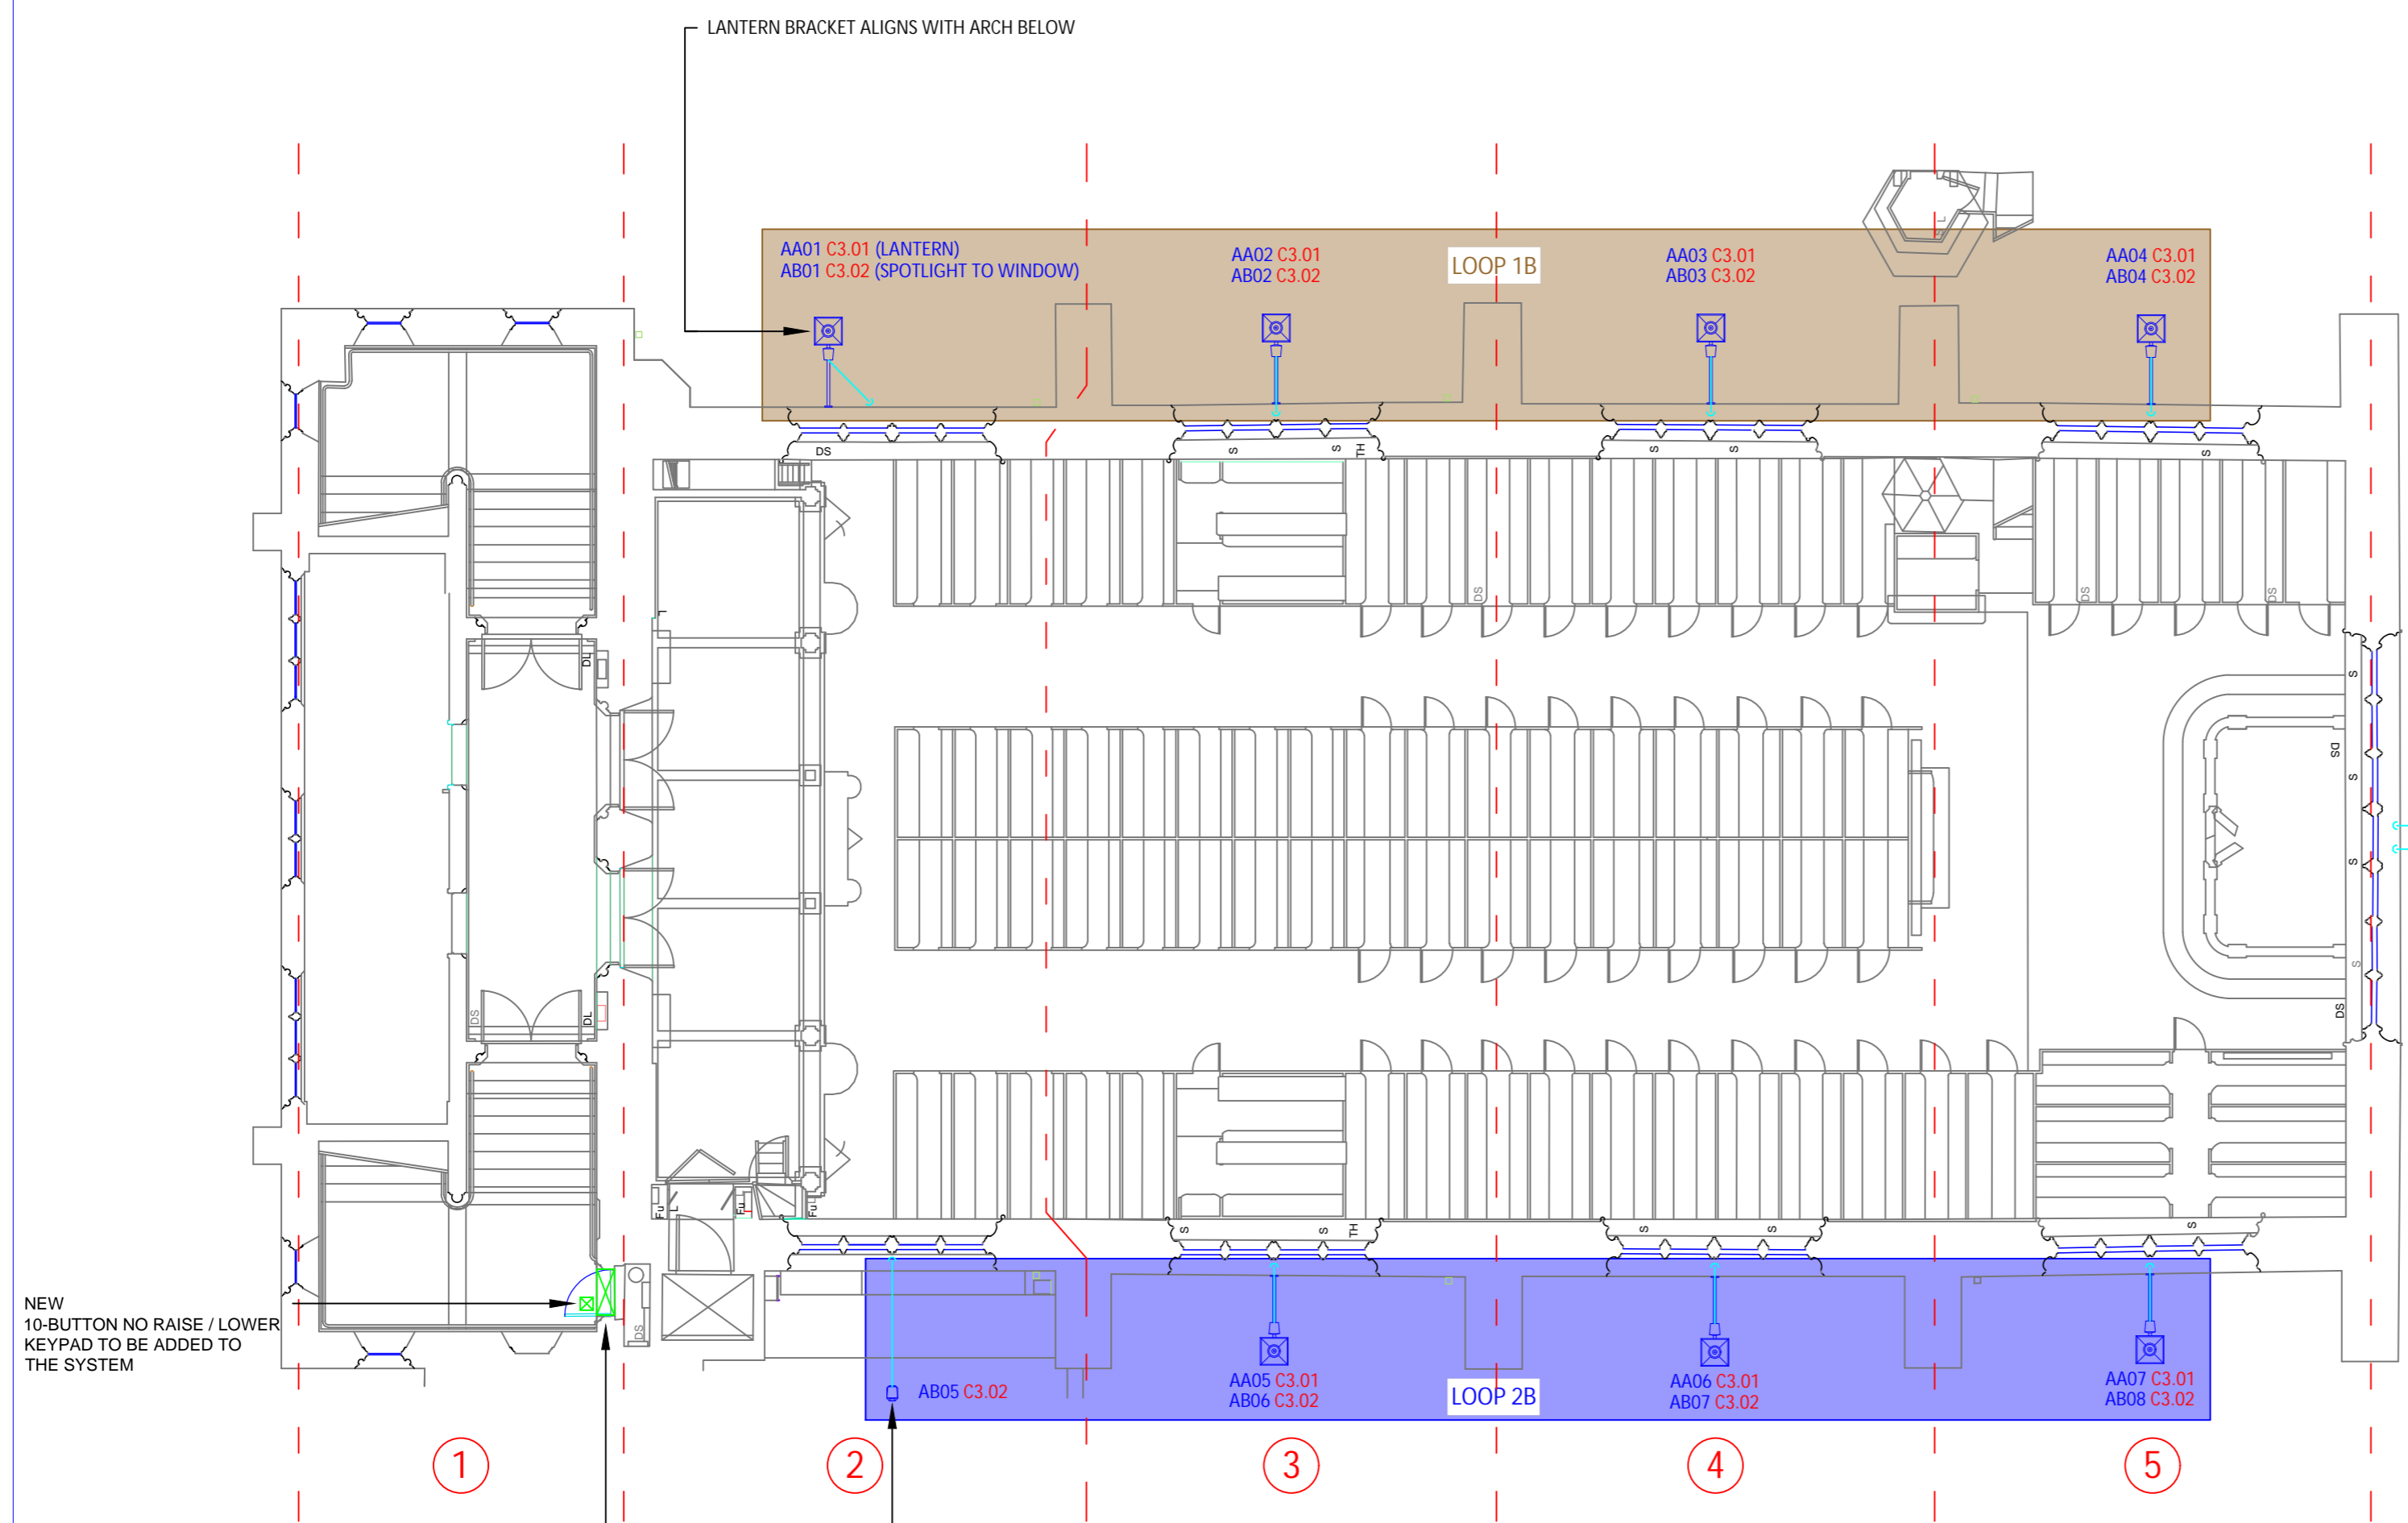 LANTERN BRACKET ALIGNS WITH ARCH BELOW
AA01 C3.01 (LANTERN)
AB01 C3.02 (SPOTLIGHT TO WINDOW)
AA02 C3.01
AB02 C3.02
LOOP 1B
AA03 C3.01
AB03 C3.02
AA04 C3.01
AB04 C3.02
L
DS
S
S
TH
S
S
S
L
DS
DS
DS
DL
S
DS
S
S
S
DS
DS
DL
Fu
L
Fu
Fu
S
S
TH
S
S
S
DS
NEW
10-BUTTON NO RAISE / LOWER
KEYPAD TO BE ADDED TO
THE SYSTEM
AB05 C3.02
AA05 C3.01
AB06 C3.02
LOOP 2B
AA06 C3.01
AB07 C3.02
AA07 C3.01
AB08 C3.02
1
2
3
4
5